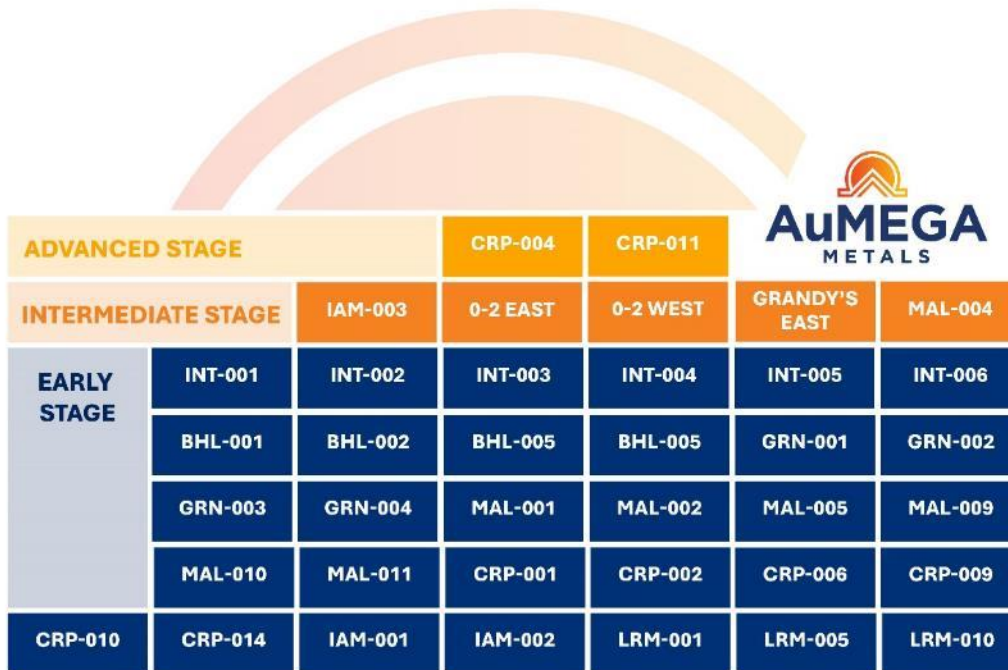 AuMEGA
METALS
ADVANCED STAGE CRP-004 CRP-011
INTERMEDIATE STAGE IAM-003 0-2 EAST 0-2 WEST GRANDY'S EAST MAL-004
EARLY STAGE INT-001 INT-002 INT-003 INT-004 INT-005 INT-006
BHL-001 BHL-002 BHL-005 BHL-005 GRN-001 GRN-002
GRN-003 GRN-004 MAL-001 MAL-002 MAL-005 MAL-009
MAL-010 MAL-011 CRP-001 CRP-002 CRP-006 CRP-009
CRP-010 CRP-014 IAM-001 IAM-002 LRM-001 LRM-005 LRM-010